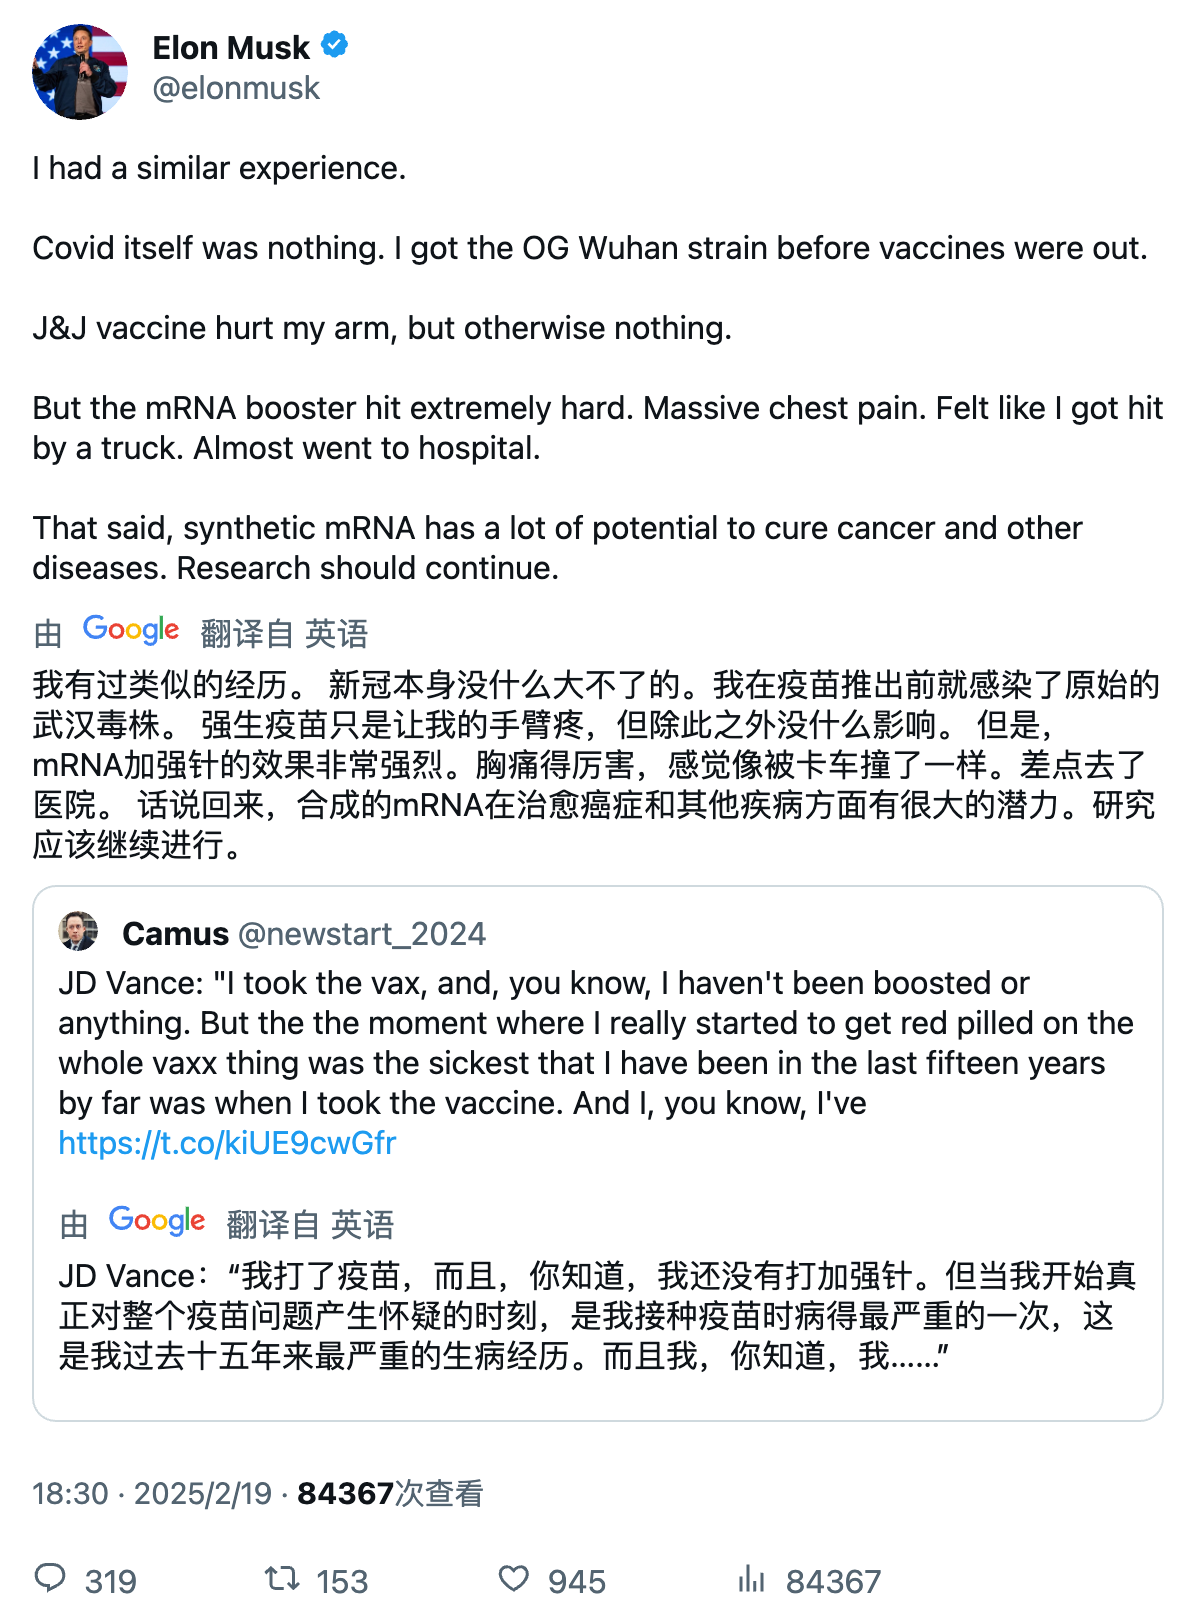 Elon Musk
@elonmusk
I had a similar experience.
Covid itself was nothing. I got the OG Wuhan strain before vaccines were out.
J&J vaccine hurt my arm, but otherwise nothing.
But the mRNA booster hit extremely hard. Massive chest pain. Felt like I got hit
by a truck. Almost went to hospital.
That said, synthetic mRNA has a lot of potential to cure cancer and other
diseases. Research should continue.
由 Google 翻译自 英语
我有过类似的经历。 新冠本身没什么大不了的。我在疫苗推出前就感染了原始的
武汉毒株。 强生疫苗只是让我的手臂疼，但除此之外没什么影响。 但是，
mRNA加强针的效果非常强烈。胸痛得厉害，感觉像被卡车撞了一样。差点去了
医院。 话说回来，合成的mRNA在治愈癌症和其他疾病方面有很大的潜力。研究
应该继续进行。
Camus @newstart_2024
JD Vance: "I took the vax, and, you know, I haven't been boosted or
anything. But the the moment where I really started to get red pilled on the
whole vaxx thing was the sickest that I have been in the last fifteen years
by far was when I took the vaccine. And I, you know, I've
https://t.co/kiUE9cwGfr
由 Google 翻译自 英语
JD Vance：“我打了疫苗，而且，你知道，我还没有打加强针。但当我开始真
正对整个疫苗问题产生怀疑的时刻，是我接种疫苗时病得最严重的一次，这
是我过去十五年来最严重的生病经历。而且我，你知道，我……”
18:30 · 2025/2/19 · 84367次查看
319 153 945 84367